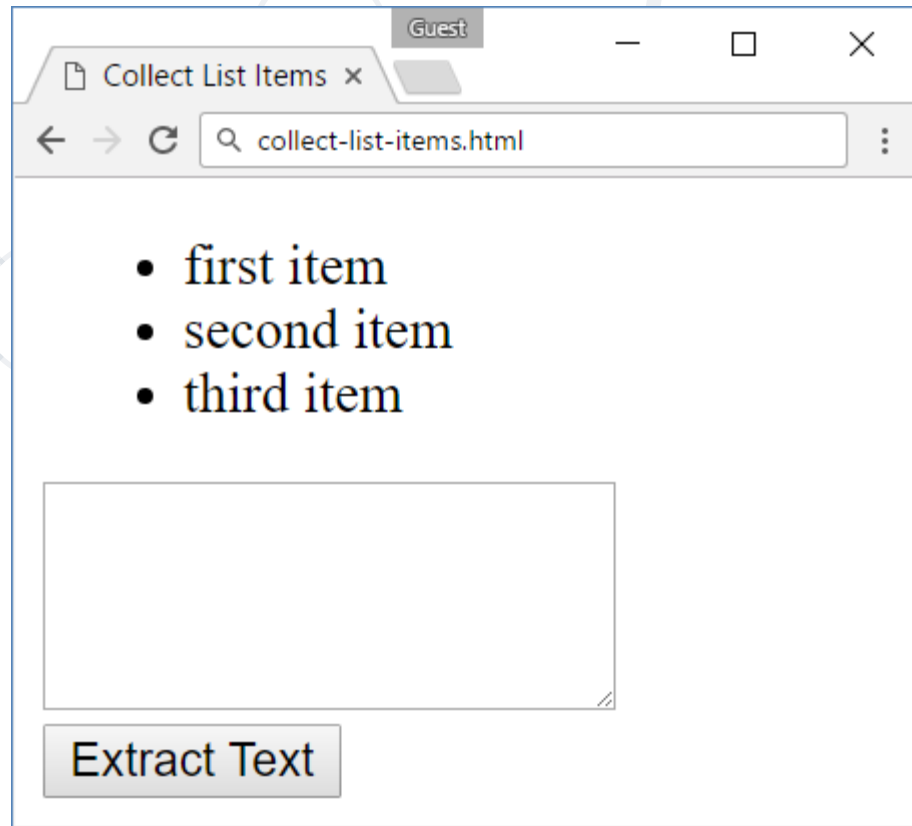 Guest
Collect List Items
collect-list-items.html
first item
second item
third item
Extract Text